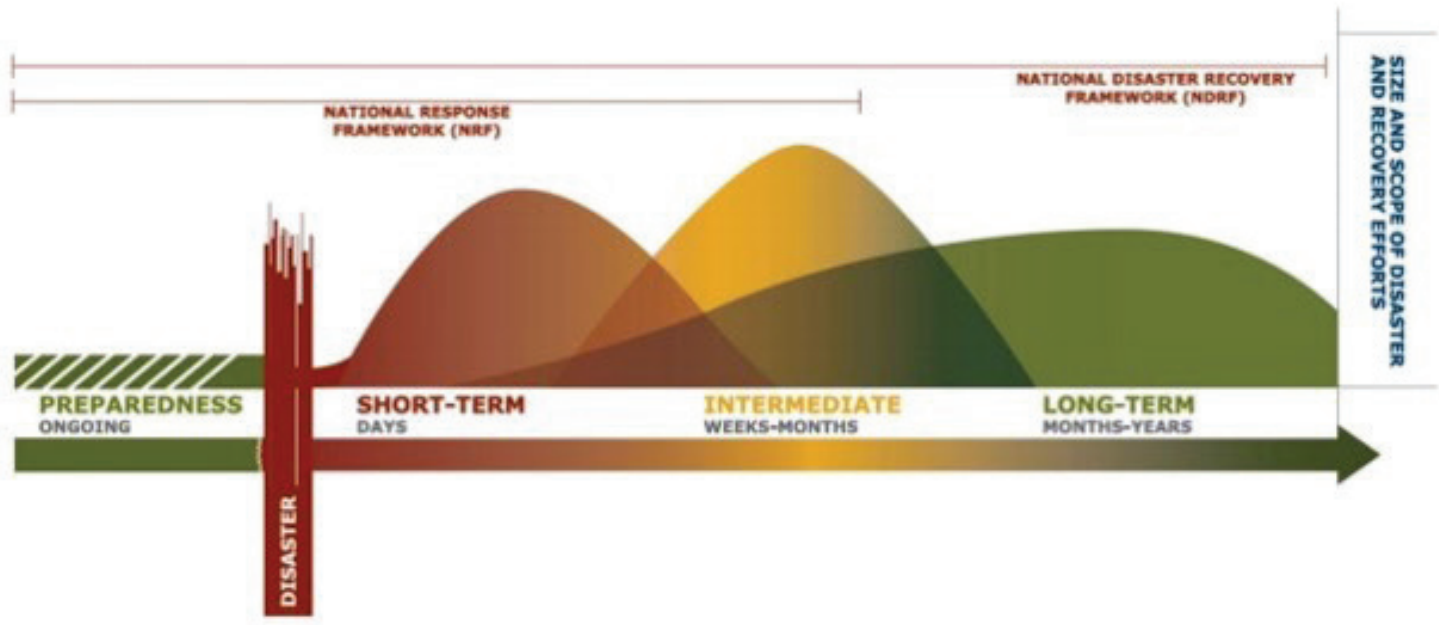 NATIONAL DISASTER RECOVERY
FRAMEWORK (NDRF)
NATIONAL RESPONSE
FRAMEWORK (NRF)
SIZE AND SCOPE OF DISASTER
AND RECOVERY EFFORTS
PREPAREDNESS
ONGOING
SHORT-TERM
DAYS
INTERMEDIATE
WEEKS-MONTHS
LONG-TERM
MONTHS-YEARS
DISASTER